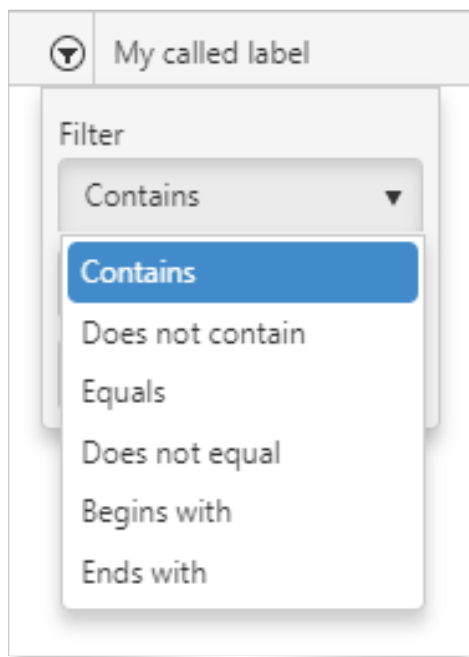 My called label
Filter
Contains
Contains
Does not contain
Equals
Does not equal
Begins with
Ends with